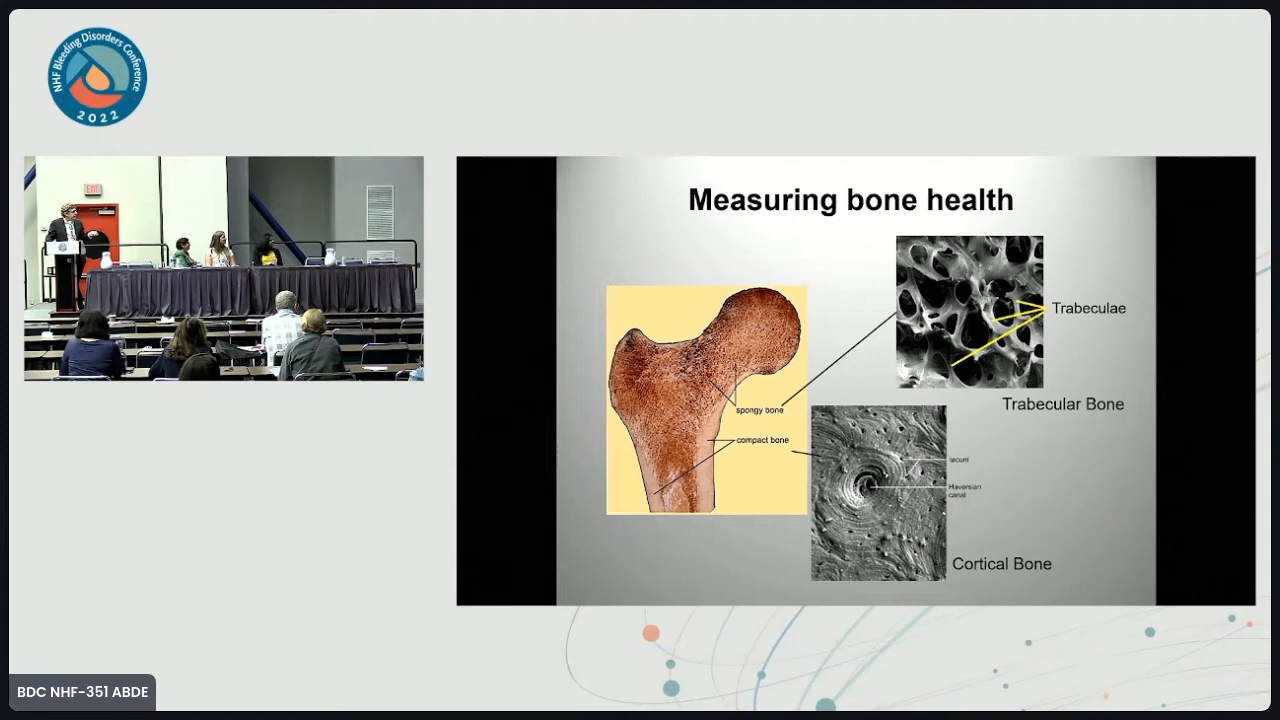 NHF Bleeding Disorders Conference
2022
EXIT
Measuring bone health
Trabeculae
Trabecular Bone
spongy bone
compact bone
lacuni
Haversian
canal
Cortical Bone
BDC NHF-351 ABDE